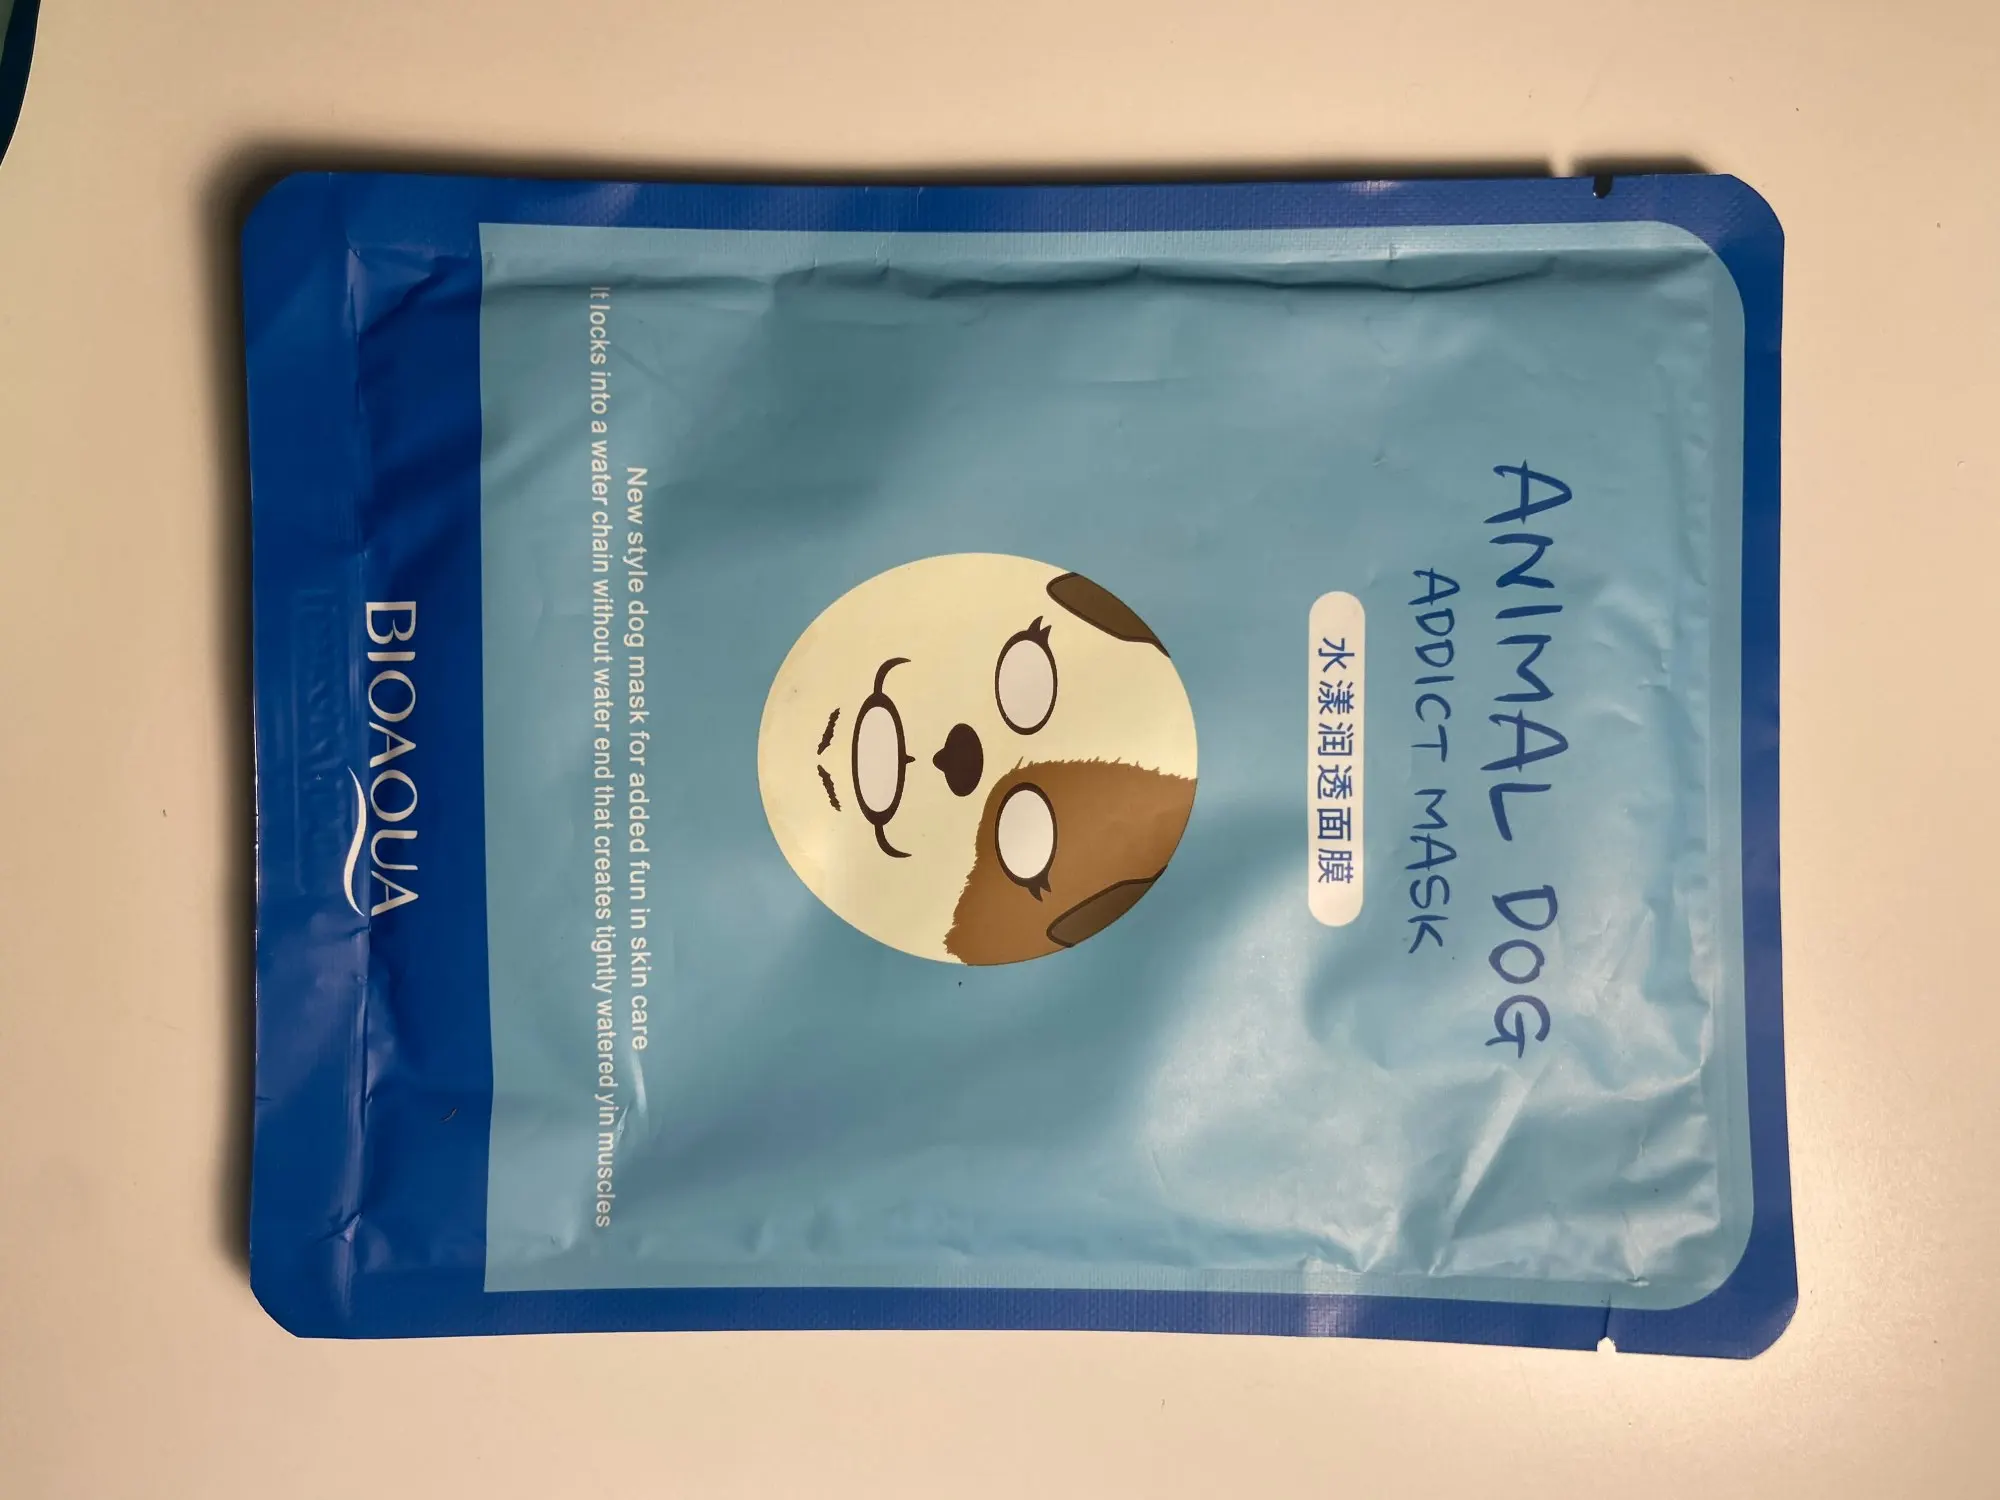 ANIMAL DOG
ADDICT MASK
水漾润透面膜
New style dog mask for added fun in skin care
It locks into a water chain without water end that creates tightly watered yin muscles
BIOAQUA